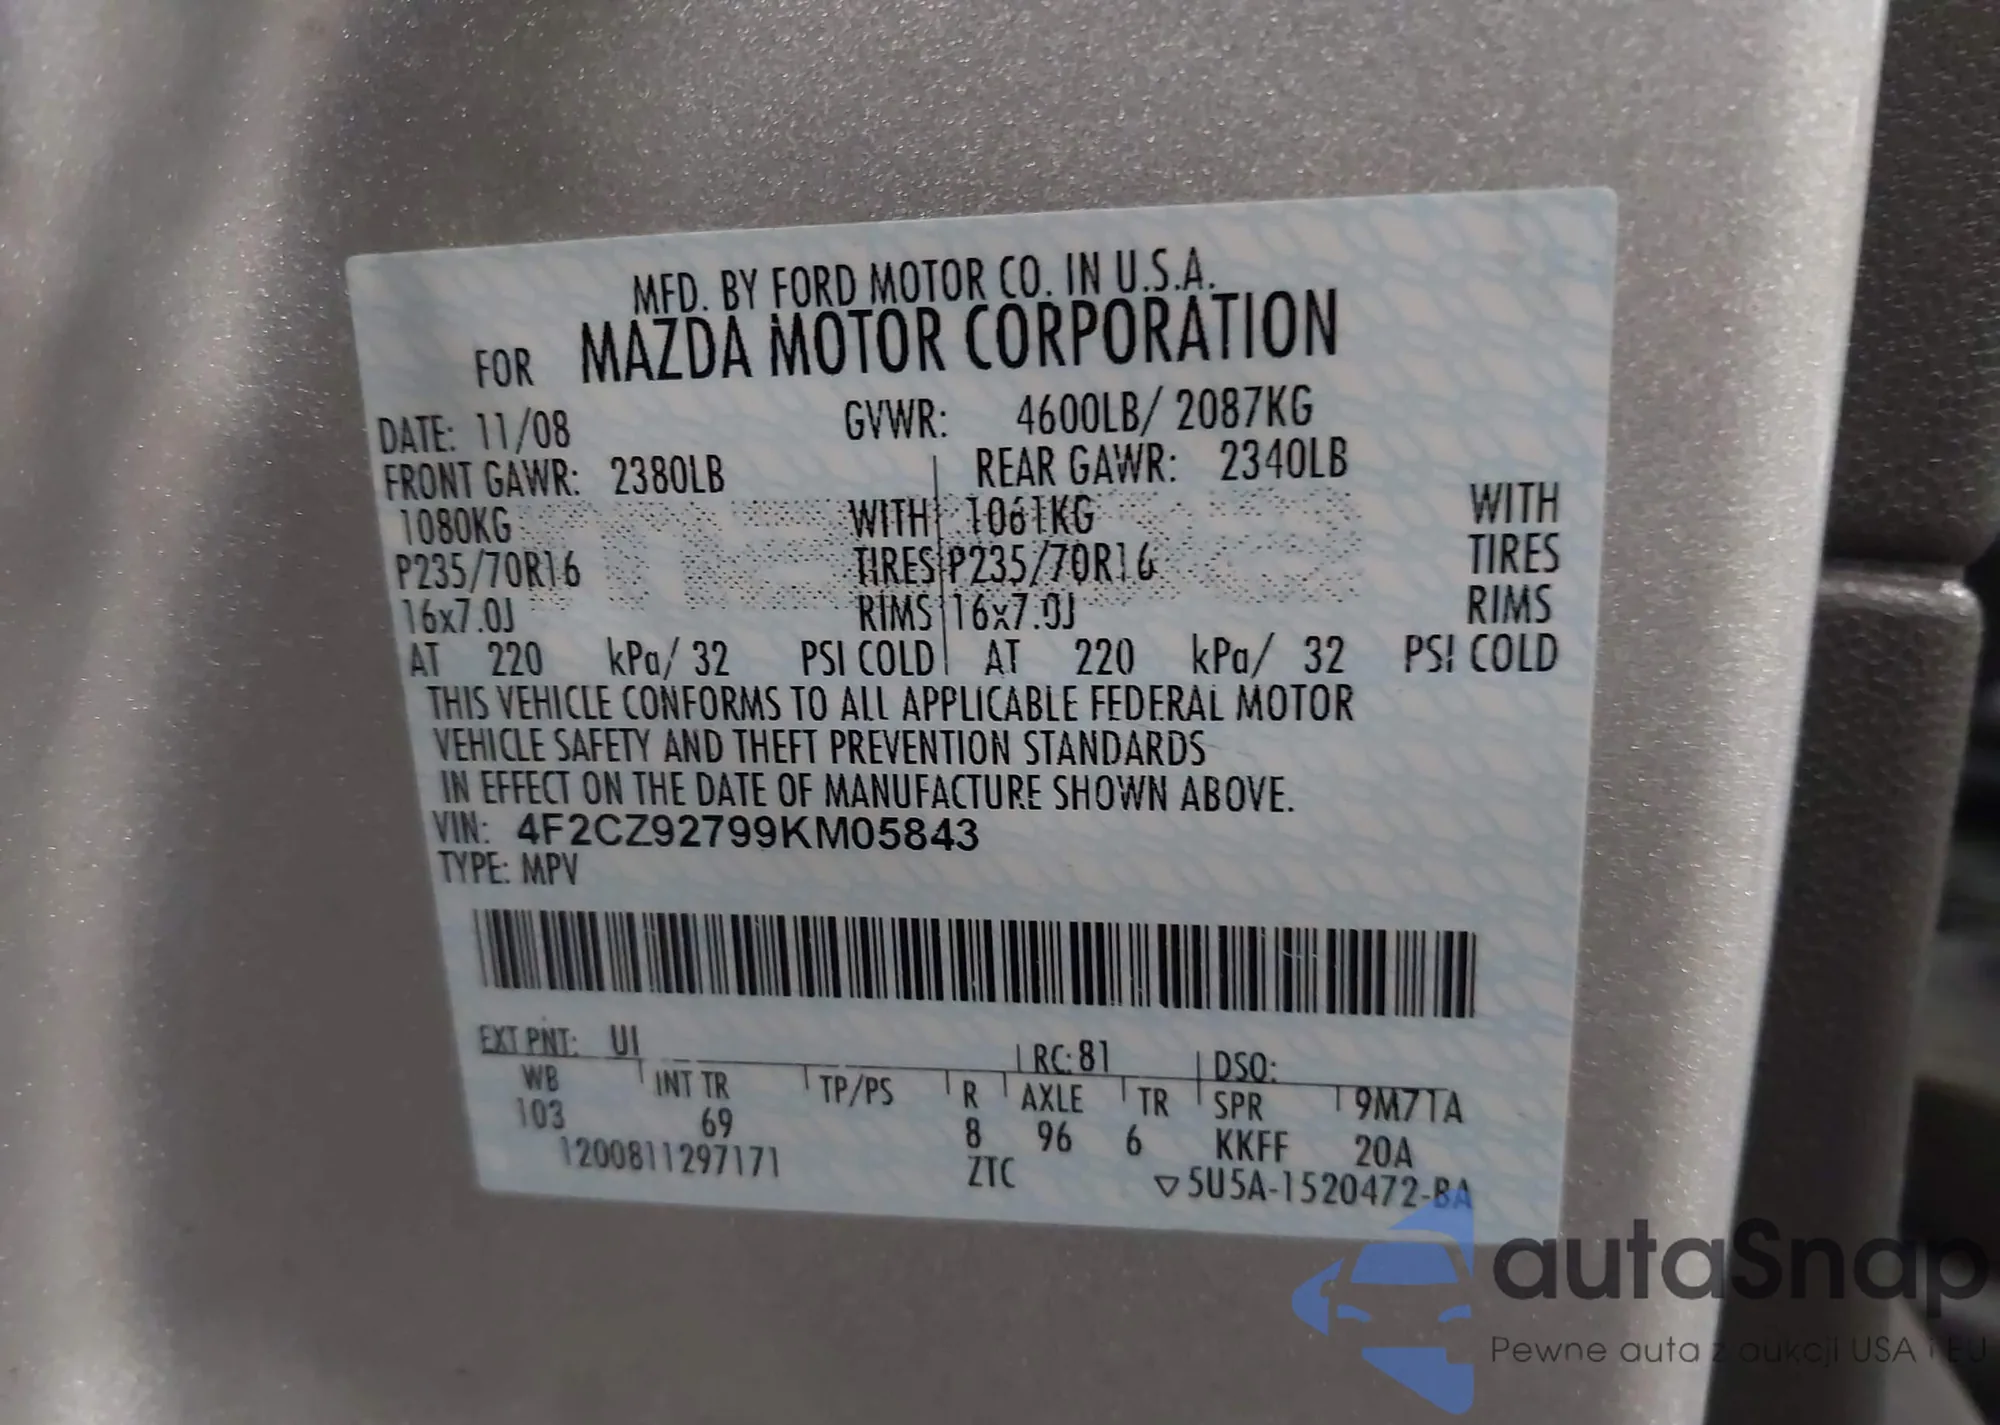 MFD. BY FORD MOTOR CO. IN U.S.A.
FOR MAZDA MOTOR CORPORATION
DATE: 11/08 GVWR: 4600LB/ 2087KG
FRONT GAWR: 2380LB REAR GAWR: 2340LB
1080KG WITH 1061KG WITH
P235/70R16 TIRES P235/70R16 TIRES
16x7.0J RIMS 16x7.0J RIMS
AT 220 kPa/ 32 PSI COLD AT 220 kPa/ 32 PSI COLD
THIS VEHICLE CONFORMS TO ALL APPLICABLE FEDERAL MOTOR
VEHICLE SAFETY AND THEFT PREVENTION STANDARDS
IN EFFECT ON THE DATE OF MANUFACTURE SHOWN ABOVE.
VIN: 4F2CZ92799KM05843
TYPE: MPV
EXT PNT: UI RC: 81 DSO:
WB INT TR TP/PS R AXLE TR SPR 9M7TA
103 69 8 96 6 KKFF 20A
1200811297171 ZTC ▽5U5A-1520472-BA
autaSnap
Pewne auta z aukcji USA i EU